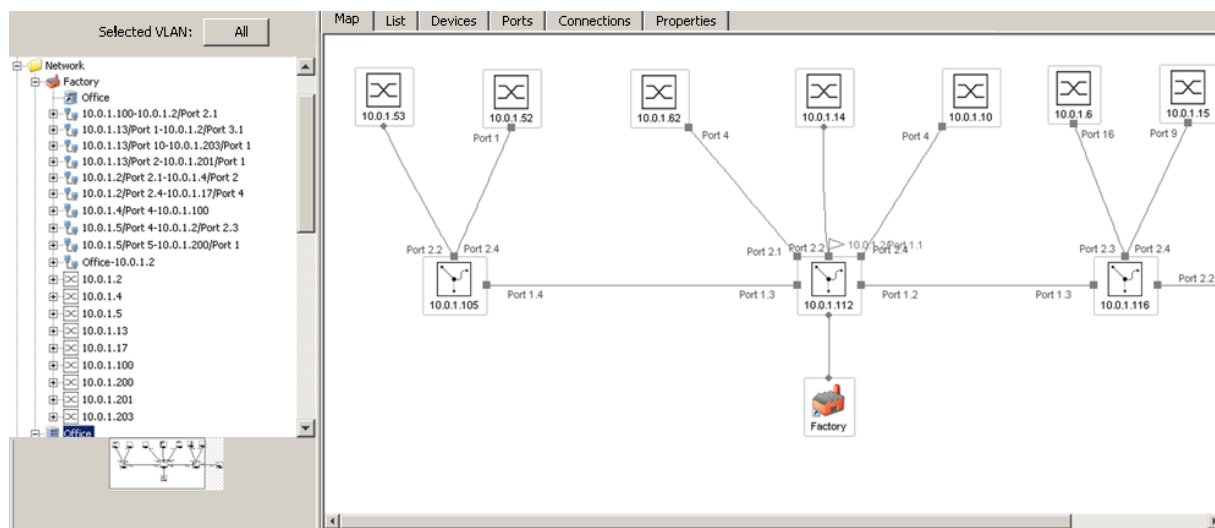 Selected VLAN: All
Map List Devices Ports Connections Properties
Network
Factory
Office
10.0.1.100-10.0.1.2/Port 2.1
10.0.1.13/Port 1-10.0.1.2/Port 3.1
10.0.1.13/Port 10-10.0.1.203/Port 1
10.0.1.13/Port 2-10.0.1.201/Port 1
10.0.1.2/Port 2.1-10.0.1.4/Port 2
10.0.1.2/Port 2.4-10.0.1.17/Port 4
10.0.1.4/Port 4-10.0.1.100
10.0.1.5/Port 4-10.0.1.2/Port 2.3
10.0.1.5/Port 5-10.0.1.200/Port 1
Office-10.0.1.2
10.0.1.2
10.0.1.4
10.0.1.5
10.0.1.13
10.0.1.17
10.0.1.100
10.0.1.200
10.0.1.201
10.0.1.203
Office
10.0.1.53 10.0.1.52 10.0.1.62 10.0.1.14 10.0.1.10 10.0.1.6 10.0.1.15
Port 1 Port 4 Port 4 Port 16 Port 9
Port 2.2 Port 2.4 Port 2.1 Port 2.2 10.0.1.2/Port 1.1 Port 2.4 Port 2.3 Port 2.4
Port 2.2
Port 1.4 Port 1.3 Port 1.2 Port 1.3
10.0.1.105 10.0.1.112 10.0.1.116
Factory